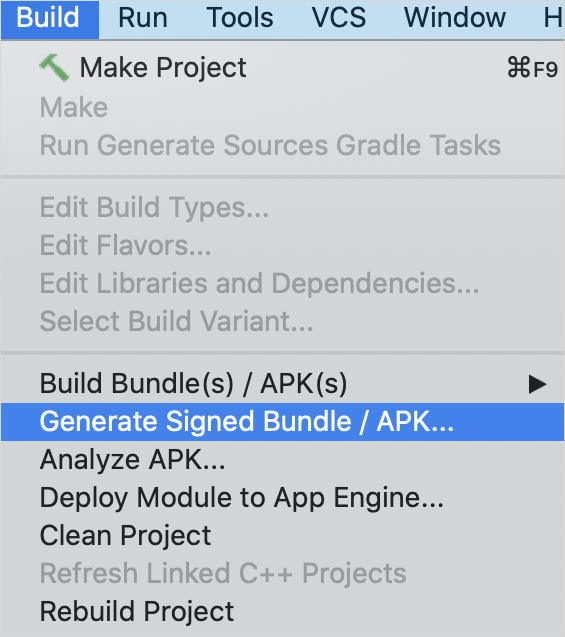 Build Run Tools VCS Window H
Make Project ⌘F9
Make
Run Generate Sources Gradle Tasks
Edit Build Types...
Edit Flavors...
Edit Libraries and Dependencies...
Select Build Variant...
Build Bundle(s) / APK(s)
Generate Signed Bundle / APK...
Analyze APK...
Deploy Module to App Engine...
Clean Project
Refresh Linked C++ Projects
Rebuild Project